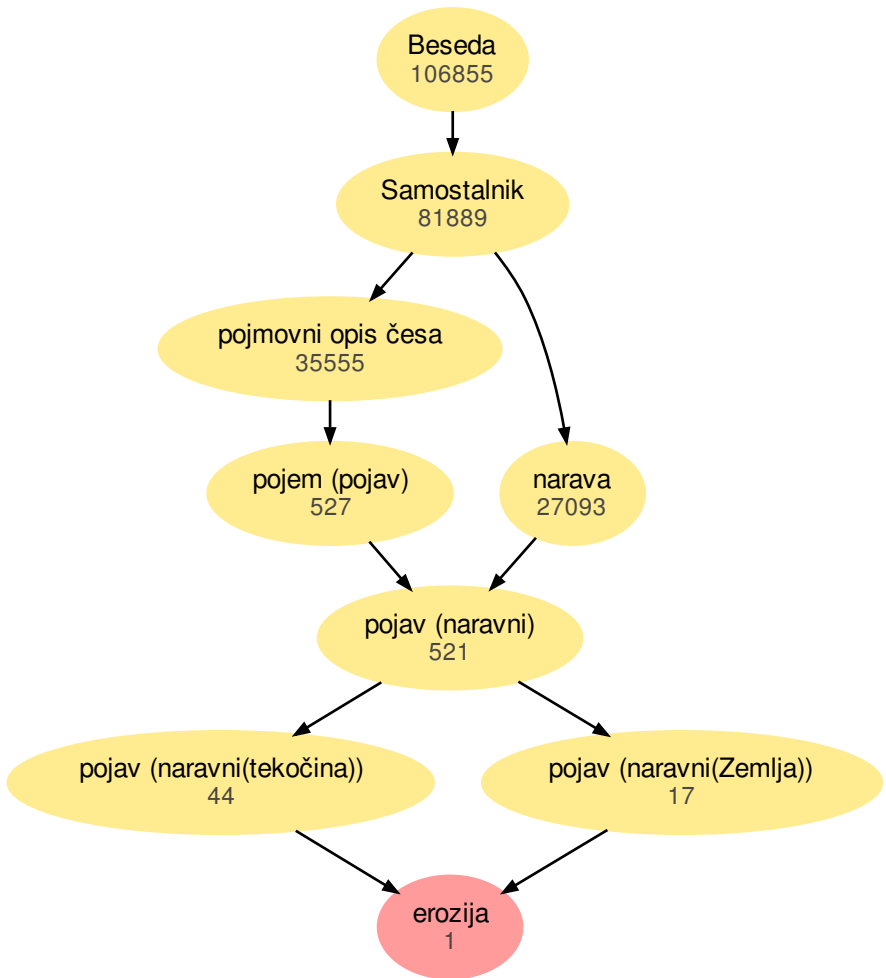 Beseda
106855
Samostalnik
81889
pojmovni opis česa
35555
pojem (pojav)
527
narava
27093
pojav (naravni)
521
pojav (naravni(tekočina))
44
pojav (naravni(Zemlja))
17
erozija
1